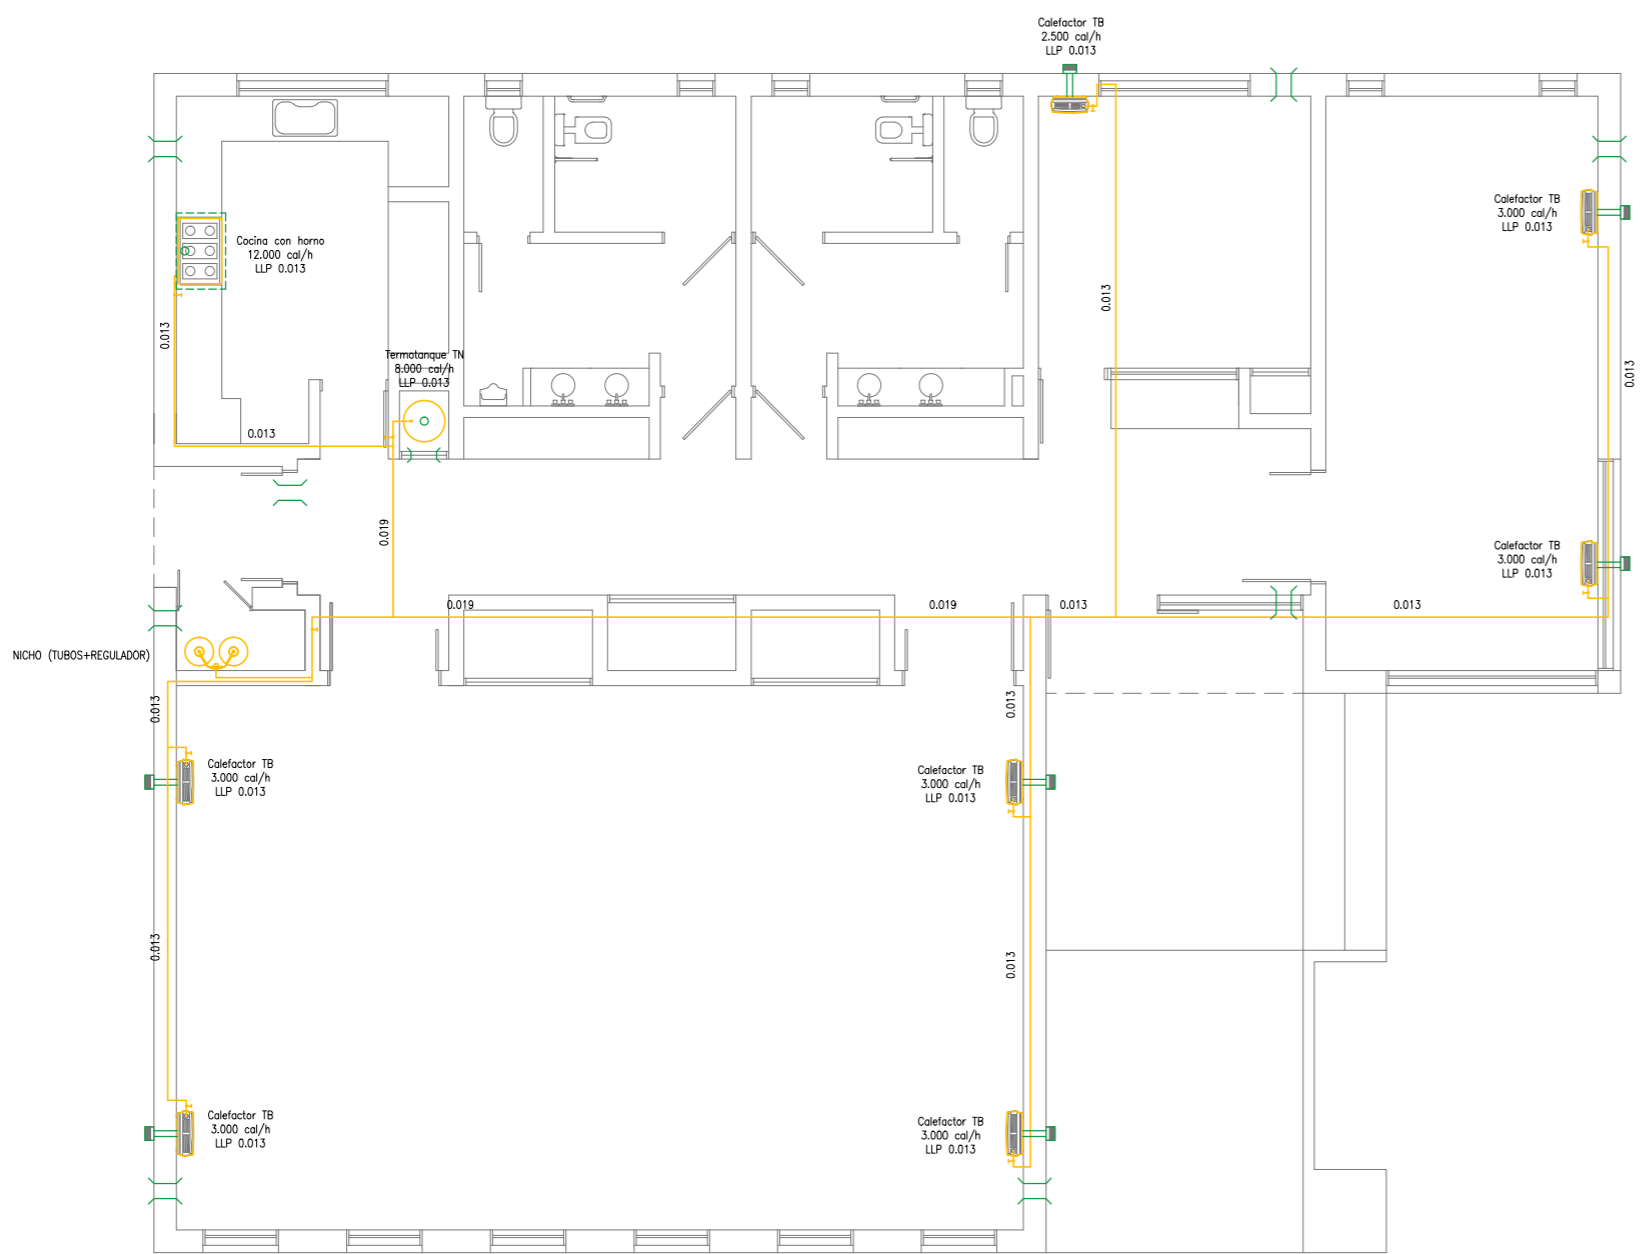 Calefactor TB
2.500 cal/h
LLP 0.013
Calefactor TB
3.000 cal/h
LLP 0.013
Cocina con horno
12.000 cal/h
LLP 0.013
0.013
0.013
Termotanque TN
8.000 cal/h
LLP 0.013
0.013
0.013
0.019
Calefactor TB
3.000 cal/h
LLP 0.013
0.019
0.019
0.013
0.013
NICHO (TUBOS+REGULADOR)
0.013
0.013
Calefactor TB
3.000 cal/h
LLP 0.013
Calefactor TB
3.000 cal/h
LLP 0.013
0.013
0.013
Calefactor TB
3.000 cal/h
LLP 0.013
Calefactor TB
3.000 cal/h
LLP 0.013